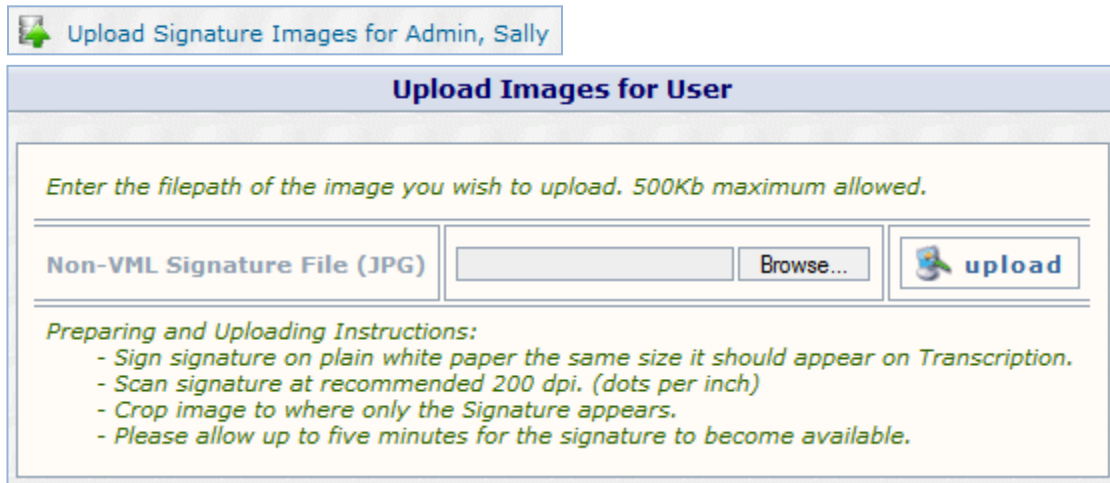 Upload Signature Images for Admin, Sally
Upload Images for User
Enter the filepath of the image you wish to upload. 500Kb maximum allowed.
Non-VML Signature File (JPG) Browse... upload
Preparing and Uploading Instructions:
- Sign signature on plain white paper the same size it should appear on Transcription.
- Scan signature at recommended 200 dpi. (dots per inch)
- Crop image to where only the Signature appears.
- Please allow up to five minutes for the signature to become available.